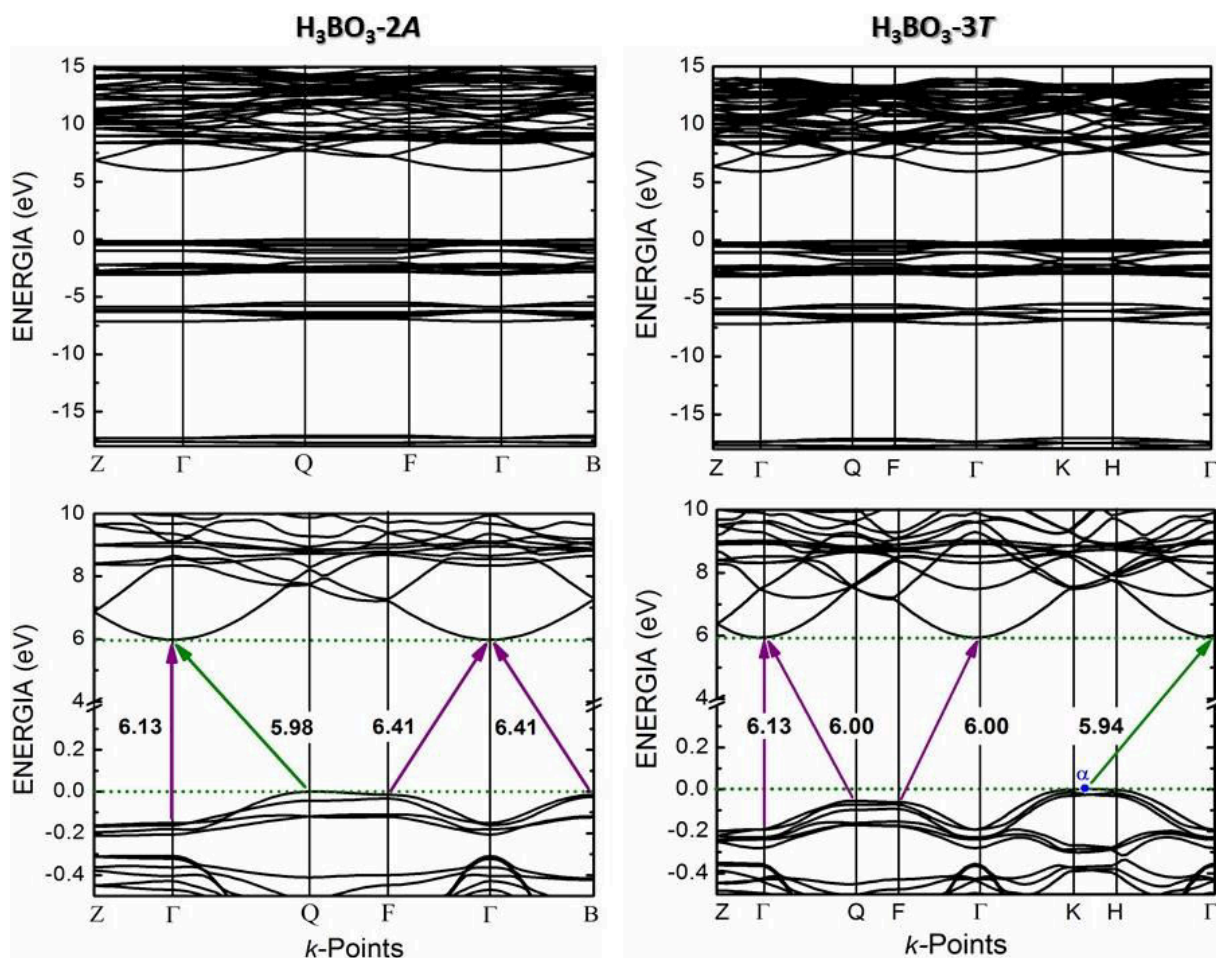 H₃BO₃-2A
H₃BO₃-3T
ENERGIA (eV)
15
10
5
0
-5
-10
-15
Z Γ Q F Γ B
ENERGIA (eV)
15
10
5
0
-5
-10
-15
Z Γ Q F Γ K H Γ
ENERGIA (eV)
10
8
6
4
0.2
0.0
-0.2
-0.4
6.13 5.98 6.41 6.41
Z Γ Q F Γ B
k-Points
ENERGIA (eV)
10
8
6
4
0.2
0.0
-0.2
-0.4
6.13 6.00 6.00 5.94
α
Z Γ Q F Γ K H Γ
k-Points